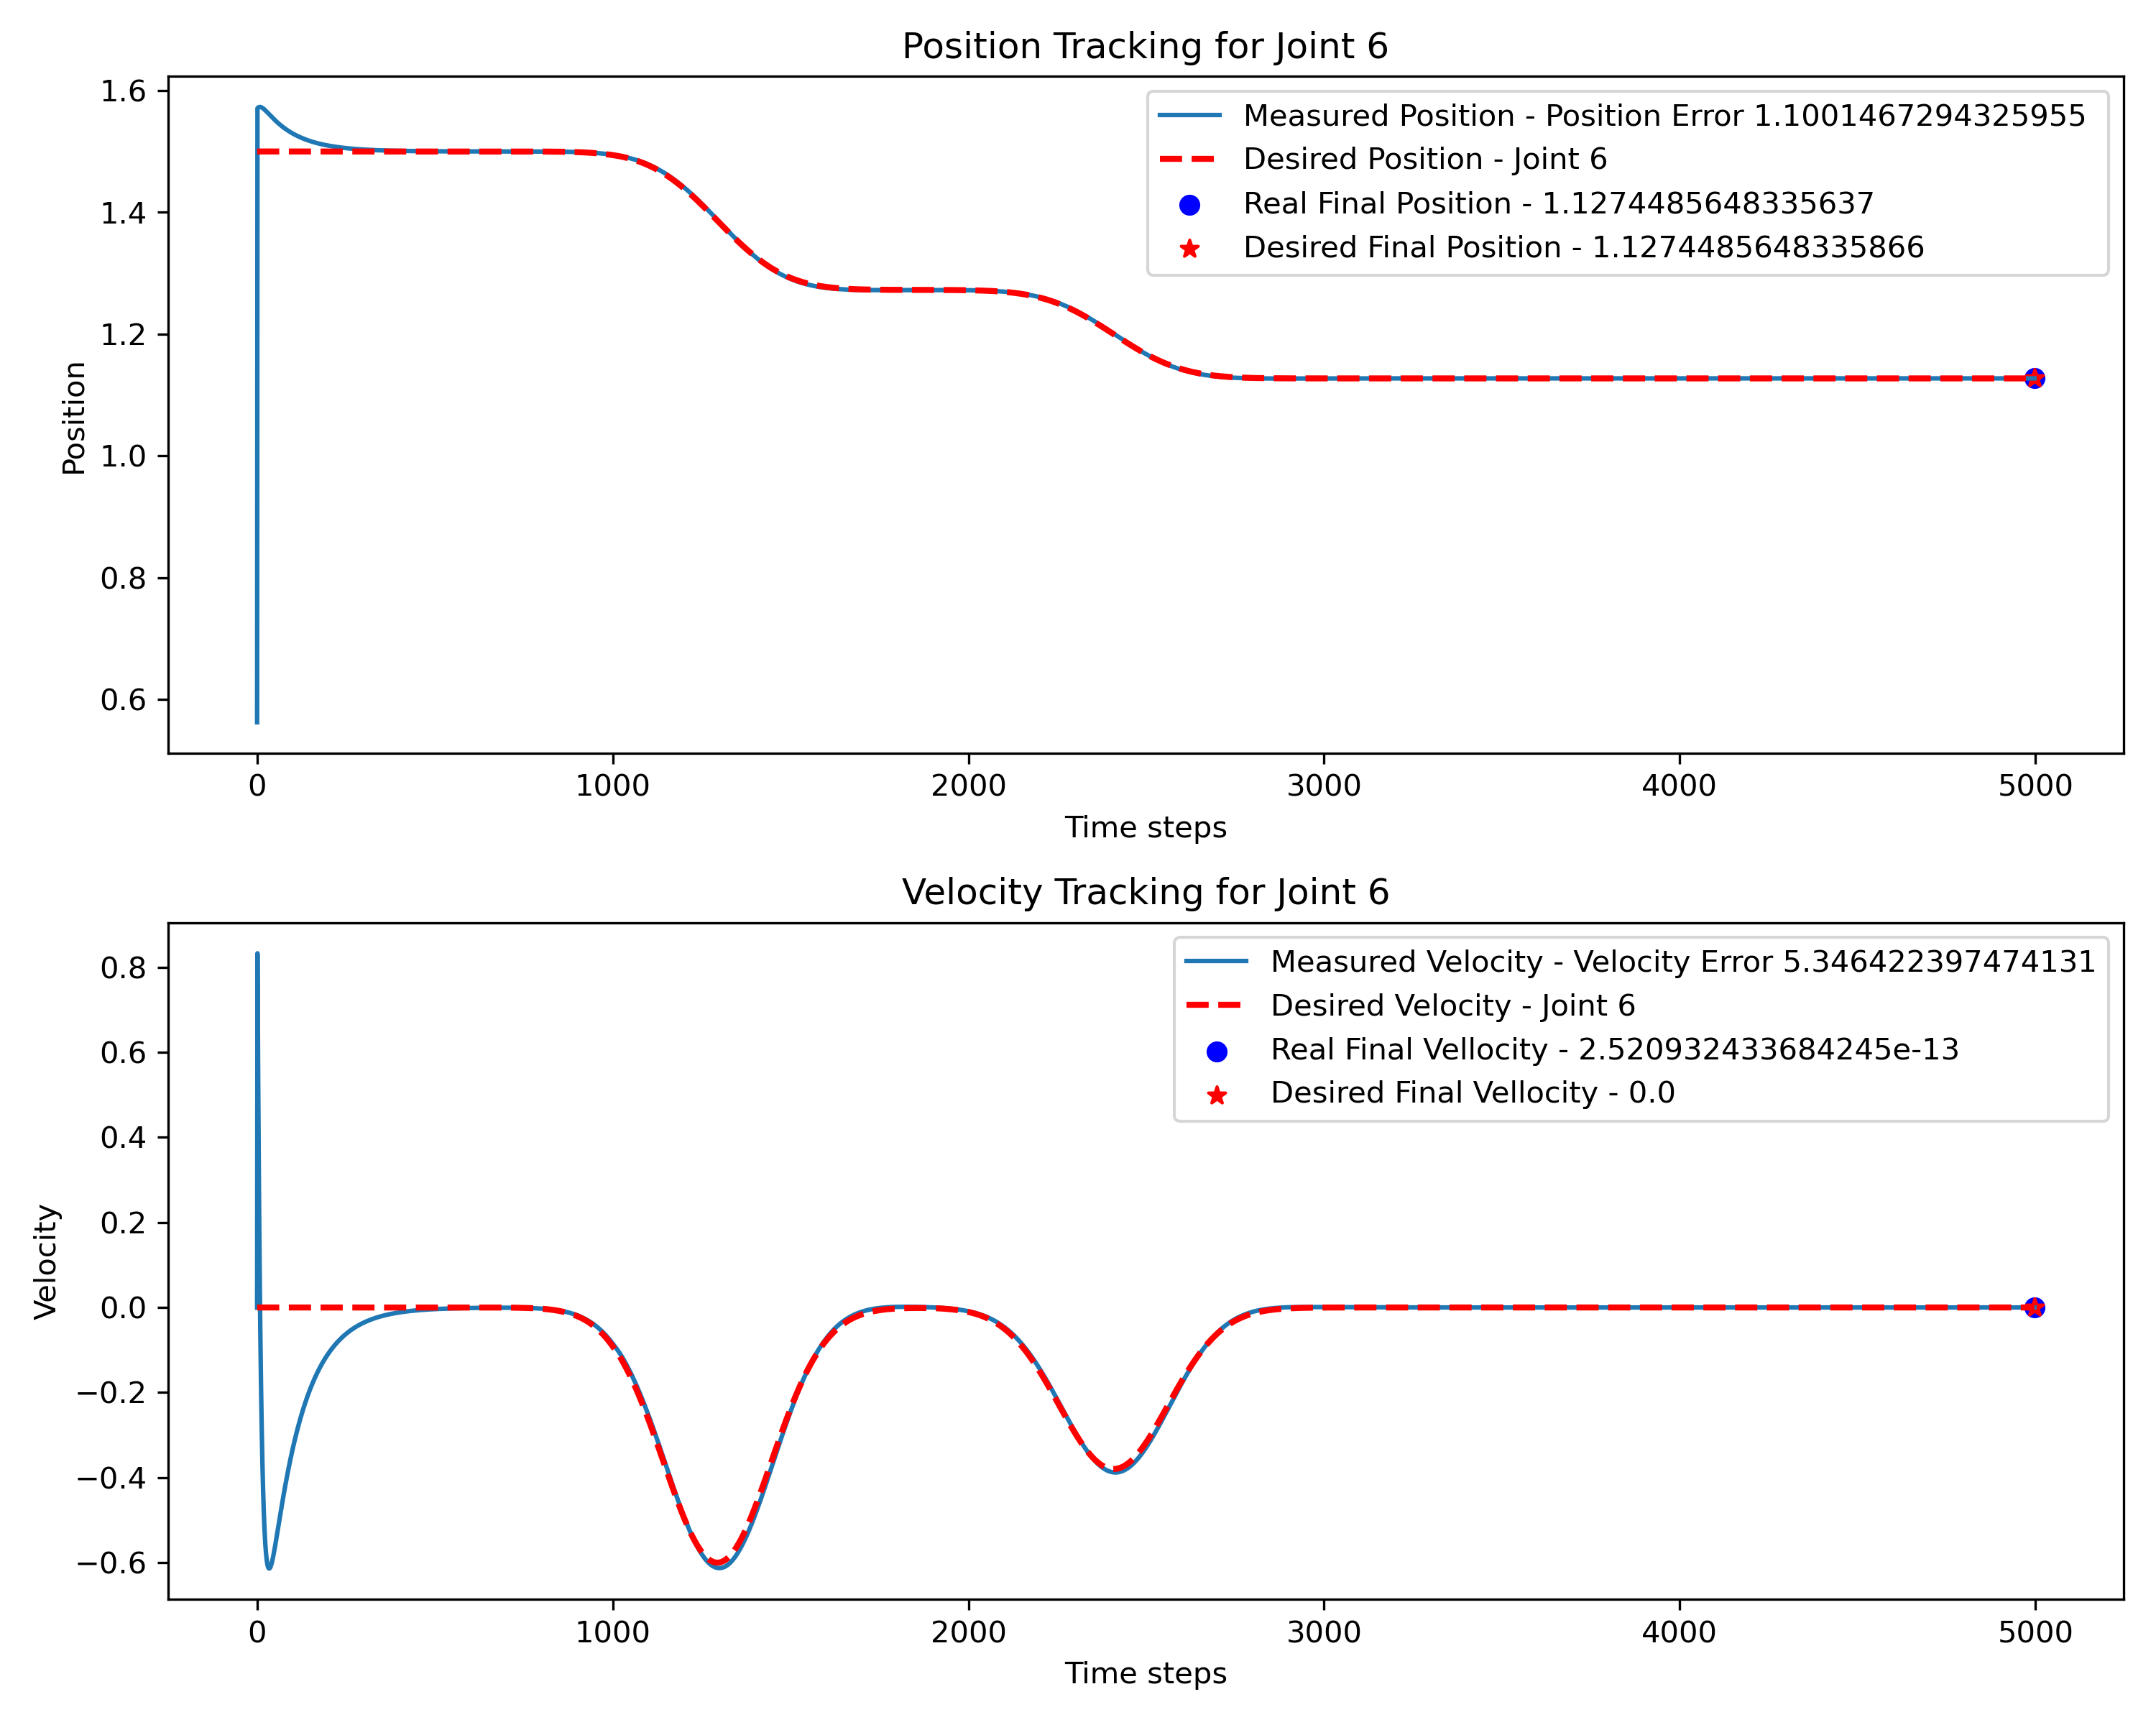 Position Tracking for Joint 6
Measured Position - Position Error 1.1001467294325955
Desired Position - Joint 6
Real Final Position - 1.1274485648335637
Desired Final Position - 1.1274485648335866
Position
1.6
1.4
1.2
1.0
0.8
0.6
0
1000
2000
3000
4000
5000
Time steps
Velocity Tracking for Joint 6
Measured Velocity - Velocity Error 5.346422397474131
Desired Velocity - Joint 6
Real Final Vellocity - 2.520932433684245e-13
Desired Final Vellocity - 0.0
Velocity
0.8
0.6
0.4
0.2
0.0
−0.2
−0.4
−0.6
0
1000
2000
3000
4000
5000
Time steps